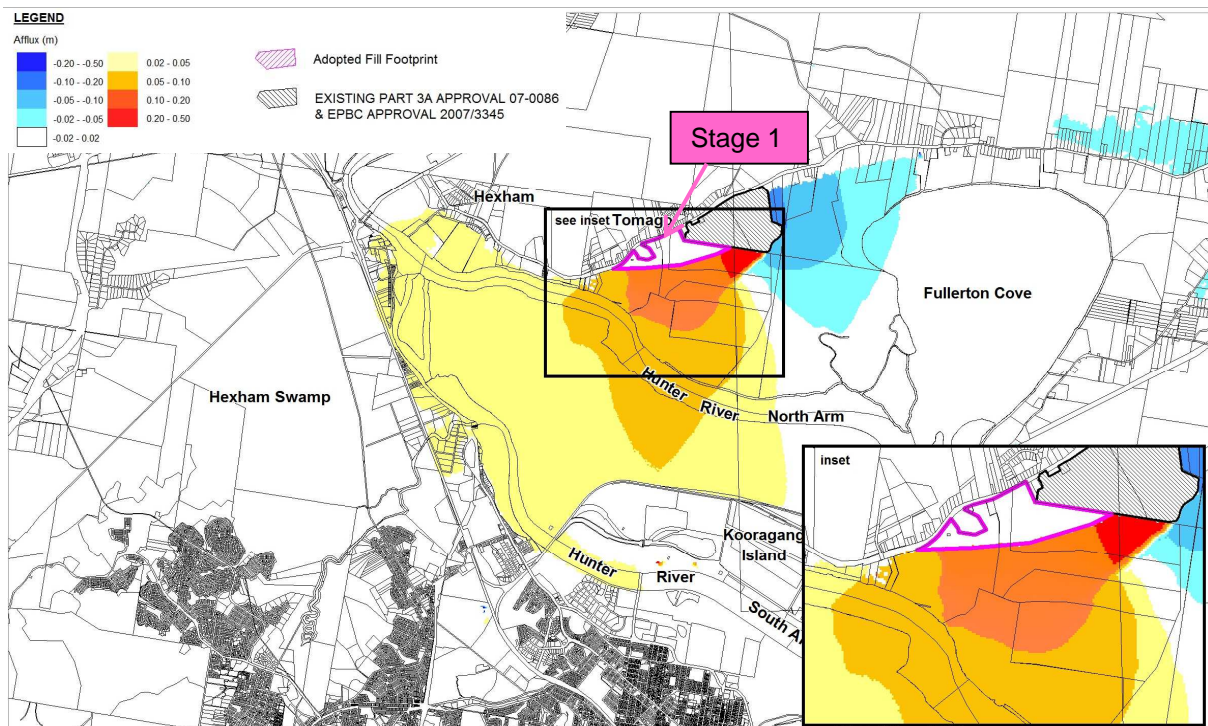 LEGEND
Afflux (m)
-0.20 - -0.50
-0.10 - -0.20
-0.05 - -0.10
-0.02 - -0.05
-0.02 - 0.02
0.02 - 0.05
0.05 - 0.10
0.10 - 0.20
0.20 - 0.50
Adopted Fill Footprint
EXISTING PART 3A APPROVAL 07-0086
& EPBC APPROVAL 2007/3345
Stage 1
Hexham
see inset Tomago
Fullerton Cove
Hexham Swamp
Hunter River North Arm
inset
Kooragang
Island
Hunter River South A